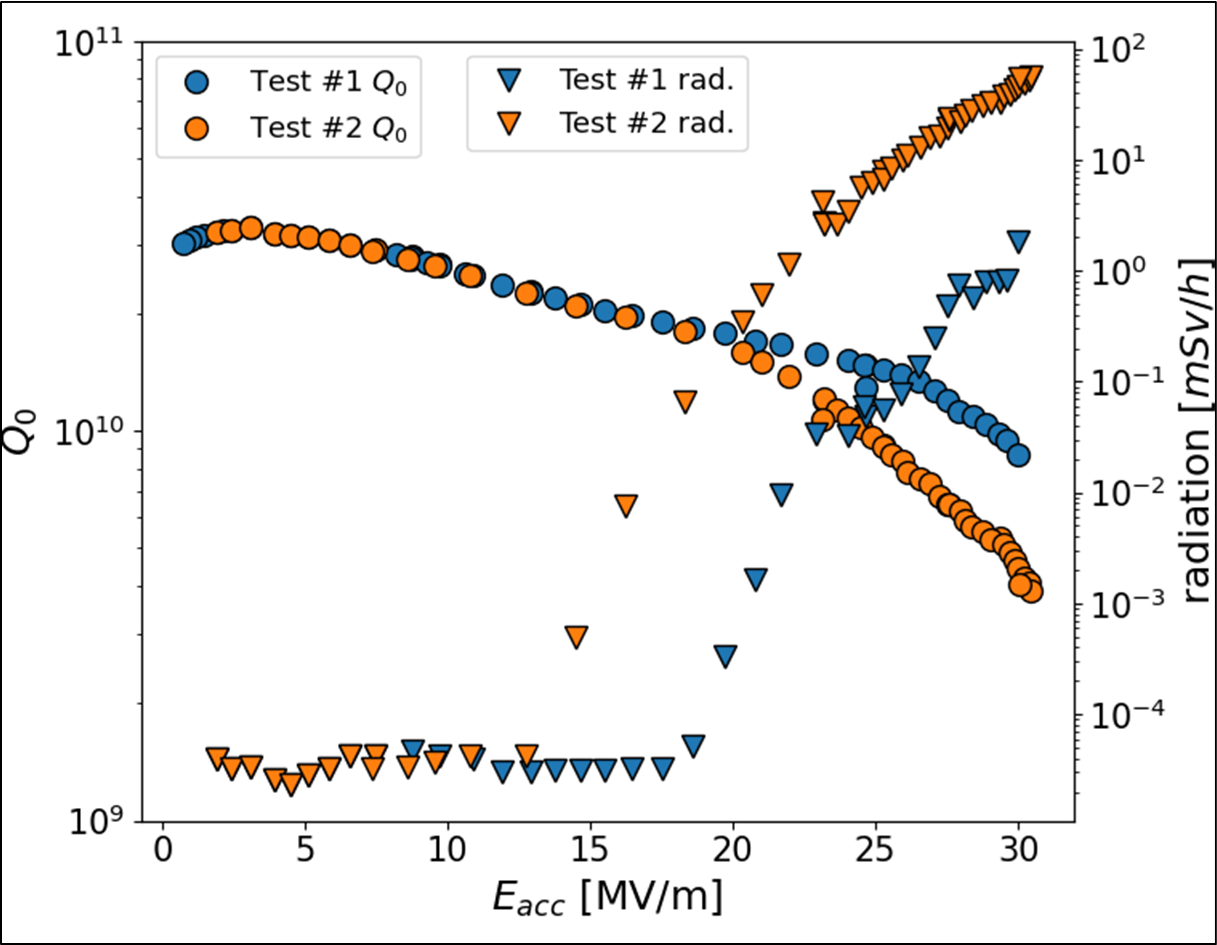 Test #1 Q₀
Test #2 Q₀
Test #1 rad.
Test #2 rad.
10¹¹
10¹⁰
10⁹
Q₀
10²
10¹
10⁰
10⁻¹
10⁻²
10⁻³
10⁻⁴
radiation [mSv/h]
0 5 10 15 20 25 30
E_acc [MV/m]